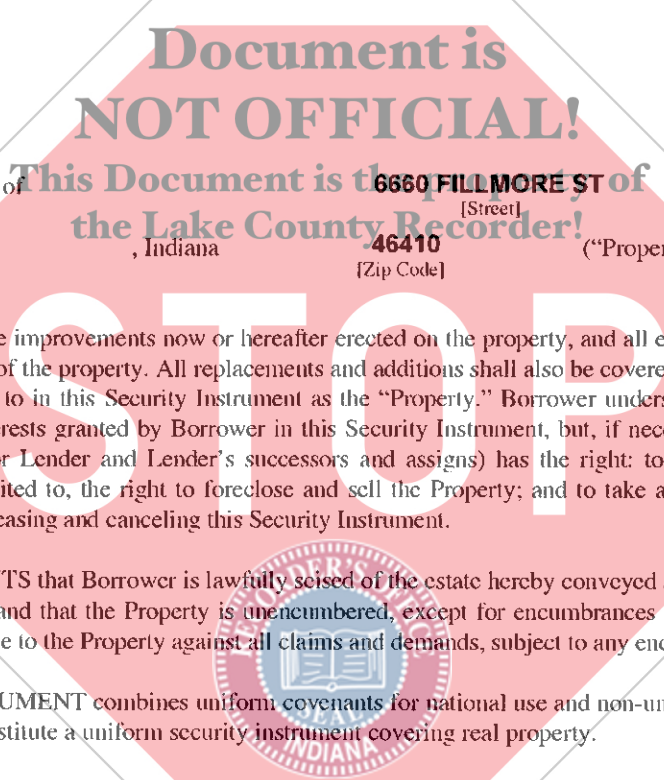 Document is
NOT OFFICIAL!
This Document is the property of
the Lake County Recorder!
of 6660 FILLMORE ST
[Street]
, Indiana 46410 ("Proper
[Zip Code]
STOP
e improvements now or hereafter erected on the property, and all e
of the property. All replacements and additions shall also be covere
to in this Security Instrument as the "Property." Borrower unders
rests granted by Borrower in this Security Instrument, but, if nece
r Lender and Lender's successors and assigns) has the right: to
ited to, the right to foreclose and sell the Property; and to take a
easing and canceling this Security Instrument.
TS that Borrower is lawfully seised of the estate hereby conveyed
and that the Property is unencumbered, except for encumbrances
e to the Property against all claims and demands, subject to any enc
UMENT combines uniform covenants for national use and non-un
stitute a uniform security instrument covering real property.
RECORDER'S OFFICE
SEAL
INDIANA